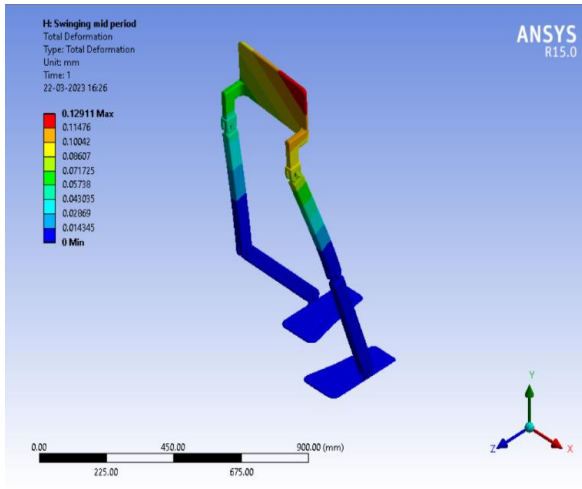 H: Swinging mid period
Total Deformation
Type: Total Deformation
Unit: mm
Time: 1
22-03-2023 16:26
ANSYS
R15.0
0.12911 Max
0.11476
0.10042
0.08607
0.071725
0.05738
0.043035
0.02869
0.014345
0 Min
Y
Z
X
0.00 450.00 900.00 (mm)
225.00 675.00